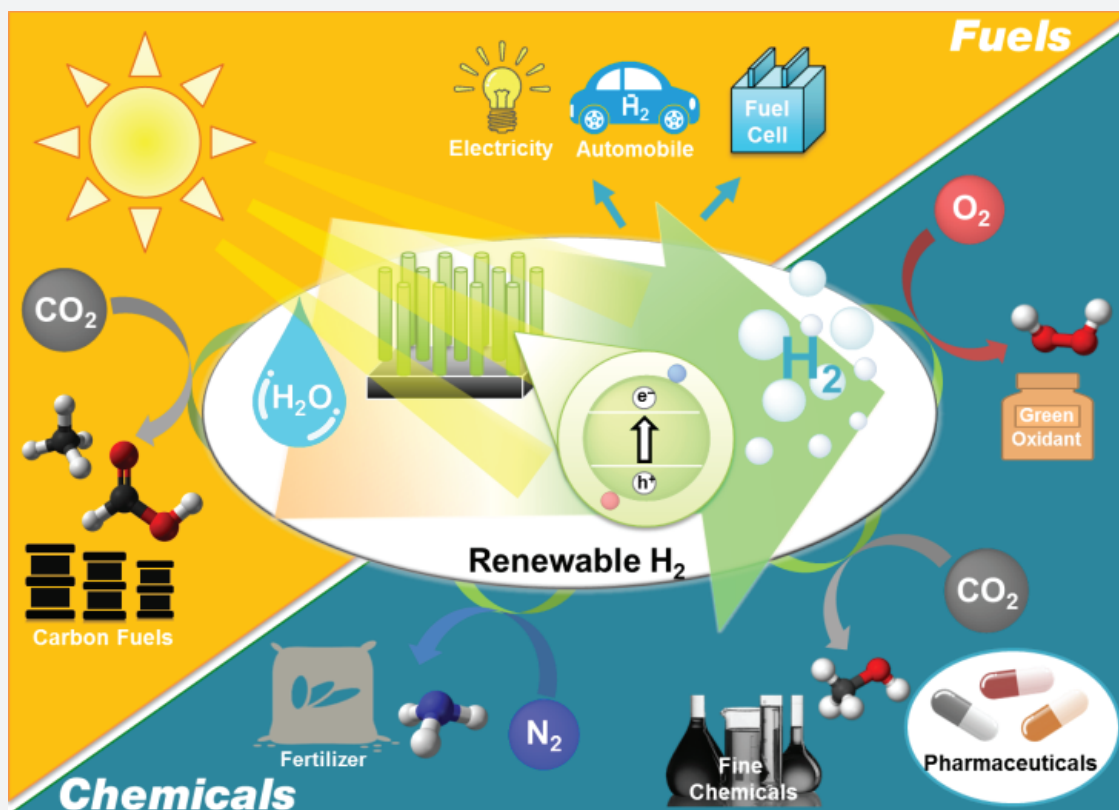 Fuels
Electricity
H₂
Automobile
Fuel
Cell
O₂
CO₂
H₂O
H₂
e⁻
h⁺
Green
Oxidant
Renewable H₂
CO₂
Carbon Fuels
Fertilizer
N₂
Fine
Chemicals
Pharmaceuticals
Chemicals